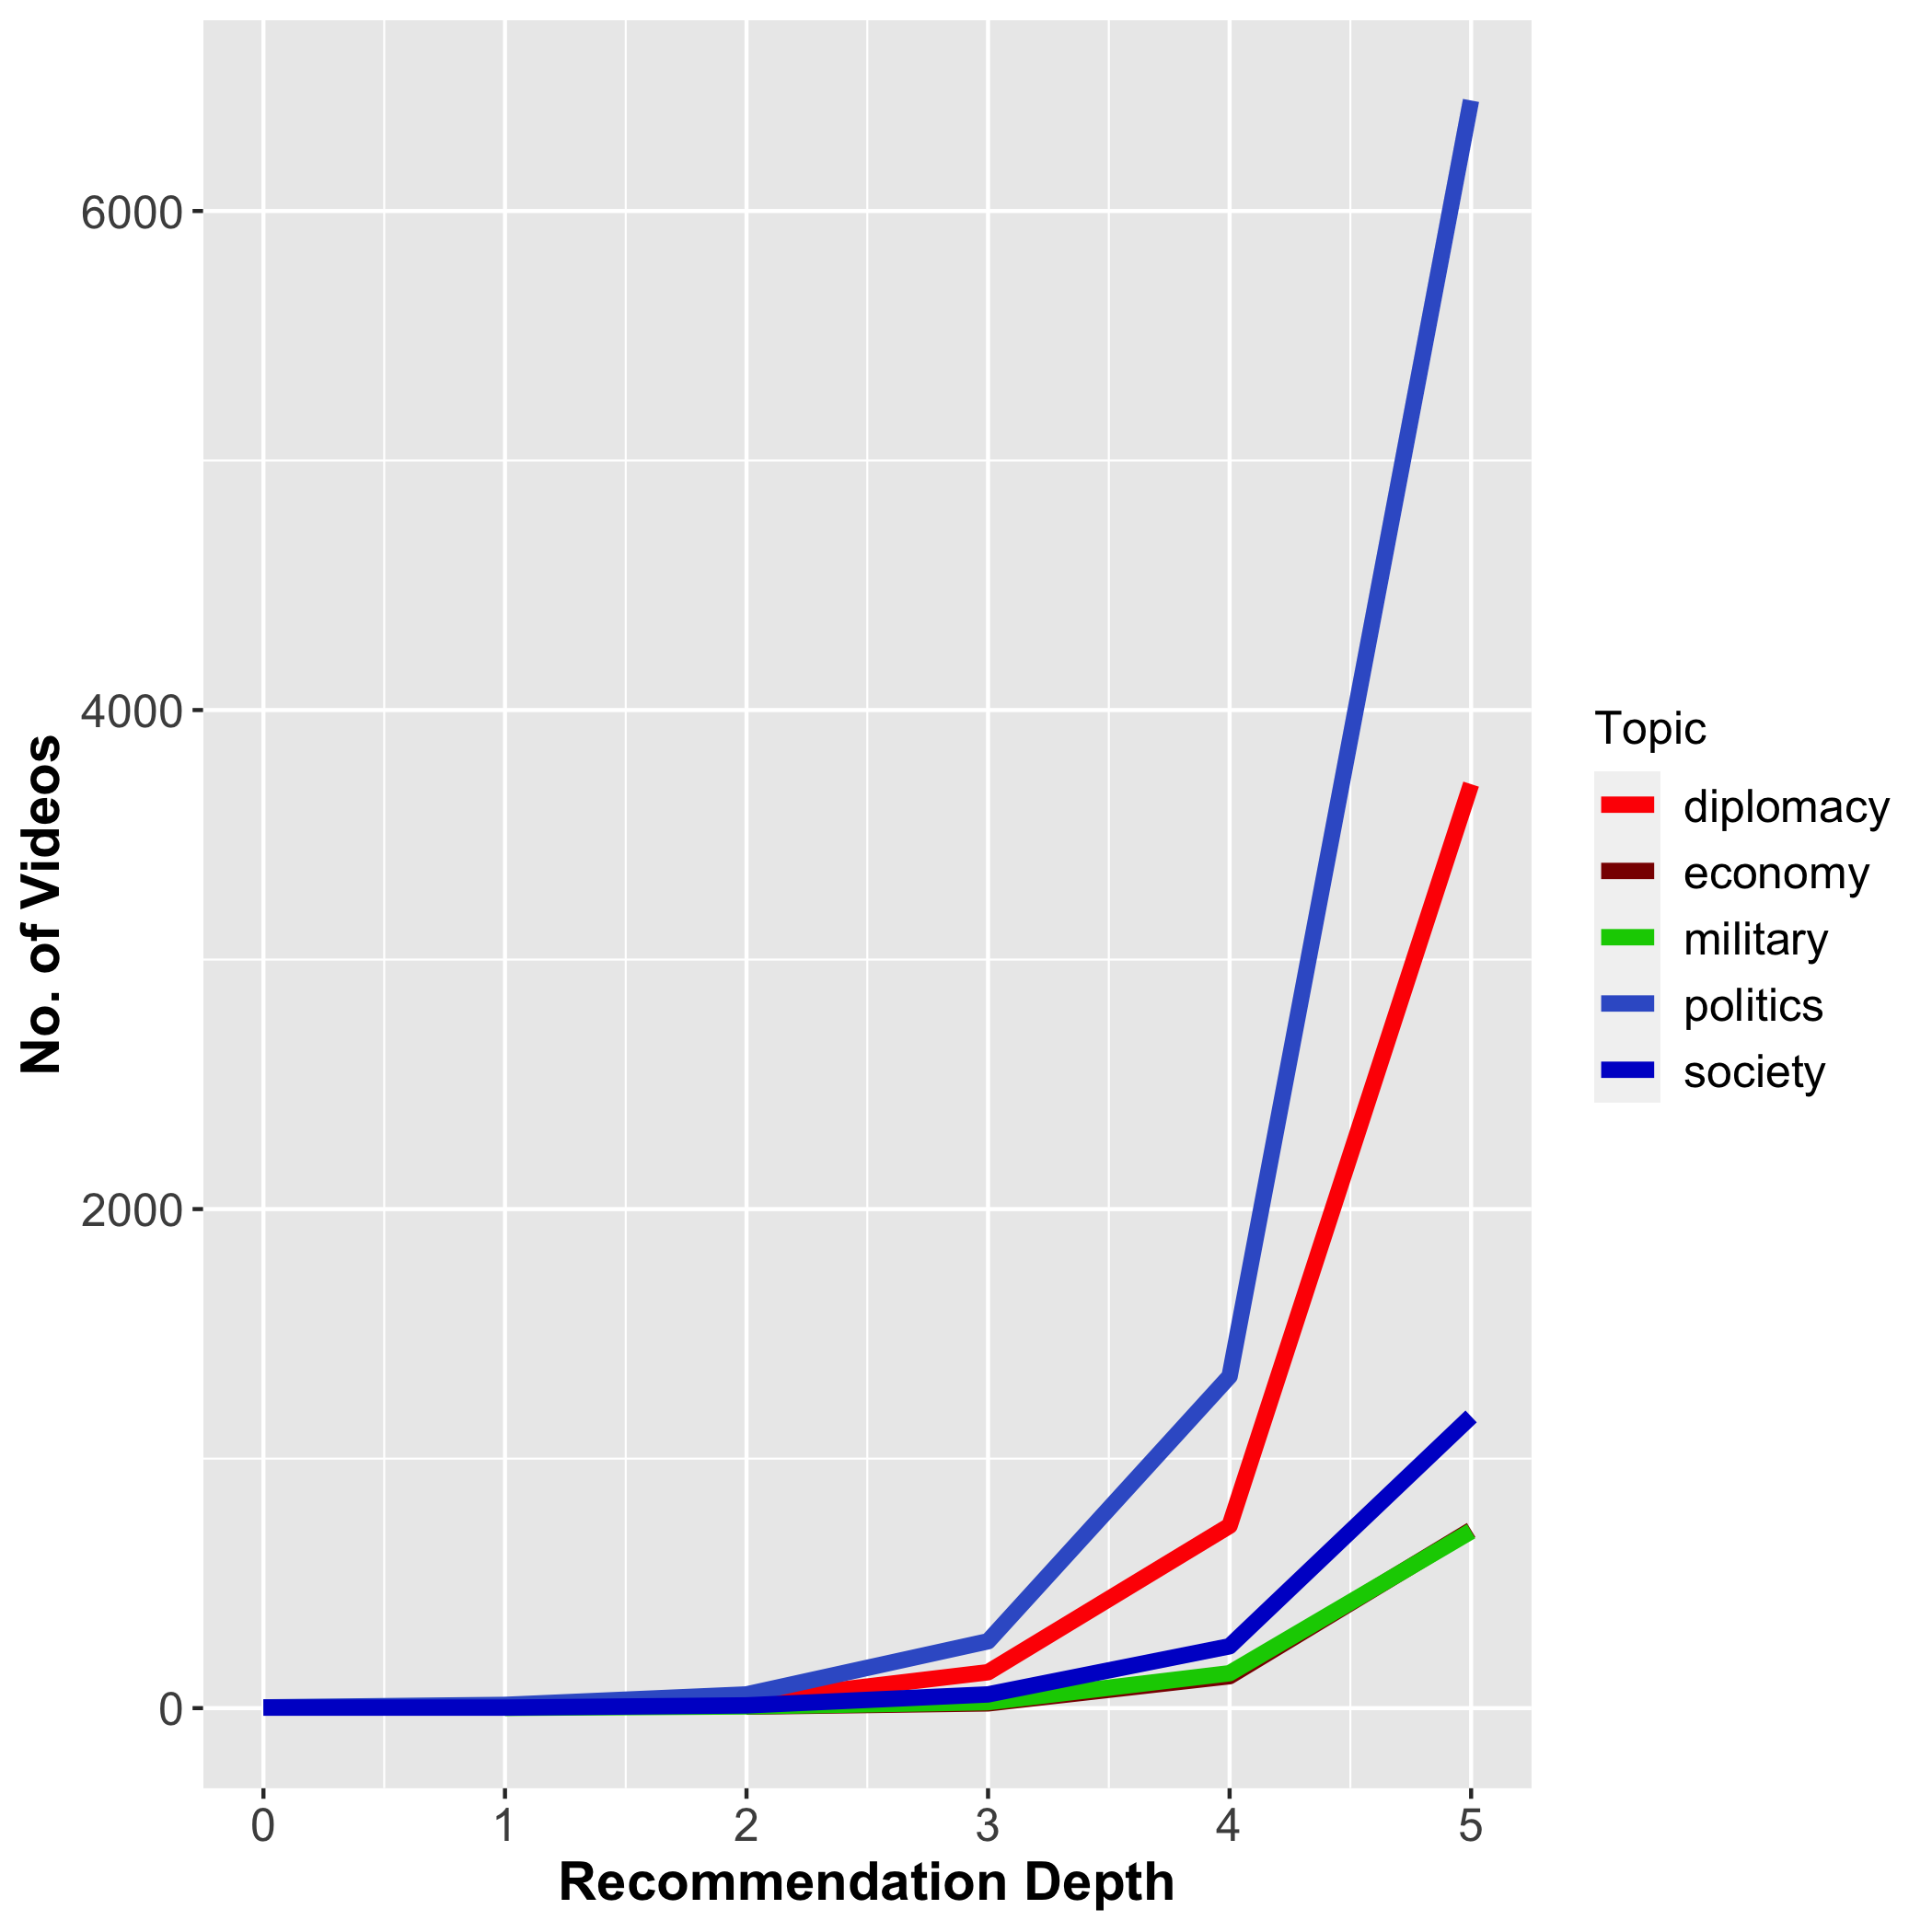 No. of Videos
6000
4000
2000
0
0 1 2 3 4 5
Recommendation Depth
Topic
diplomacy
economy
military
politics
society